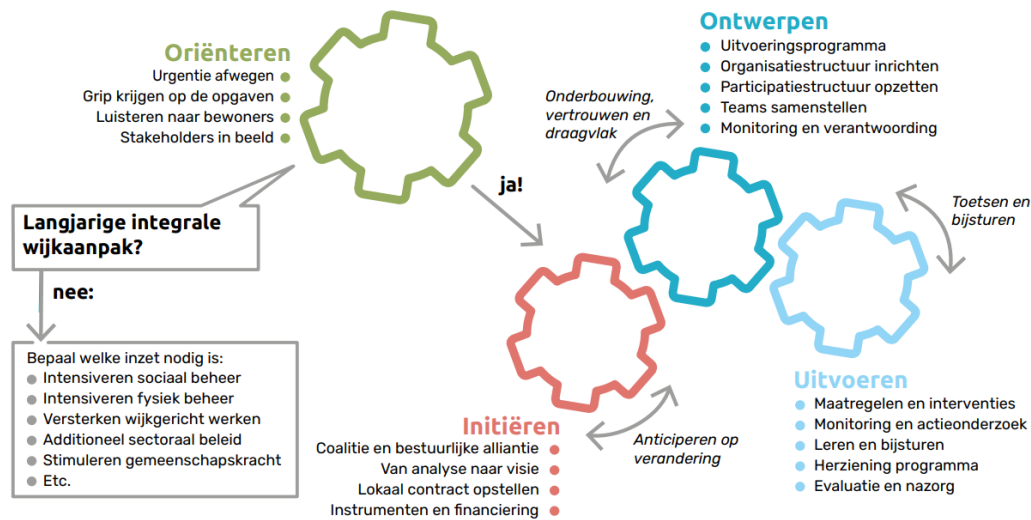 Oriënteren
Urgentie afwegen
Grip krijgen op de opgaven
Luisteren naar bewoners
Stakeholders in beeld
Langjarige integrale
wijkaanpak?
nee:
Bepaal welke inzet nodig is:
Intensiveren sociaal beheer
Intensiveren fysiek beheer
Versterken wijkgericht werken
Additioneel sectoraal beleid
Stimuleren gemeenschapskracht
Etc.
ja!
Initiëren
Coalitie en bestuurlijke alliantie
Van analyse naar visie
Lokaal contract opstellen
Instrumenten en financiering
Anticiperen op
verandering
Onderbouwing,
vertrouwen en
draagvlak
Ontwerpen
Uitvoeringsprogramma
Organisatiestructuur inrichten
Participatiestructuur opzetten
Teams samenstellen
Monitoring en verantwoording
Toetsen en
bijsturen
Uitvoeren
Maatregelen en interventies
Monitoring en actieonderzoek
Leren en bijsturen
Herziening programma
Evaluatie en nazorg